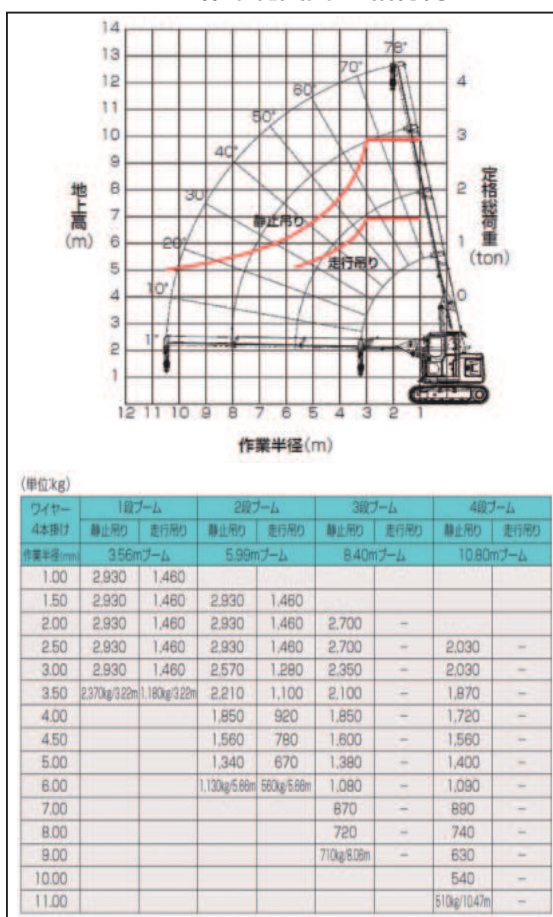 14
13
12
11
10
9
8
7
6
5
4
3
2
1
地上高
(m)
78°
70°
60°
50°
40°
30
20°
10°
1°
静止吊り
走行吊り
4
3
2
1
0
定格総荷重
(ton)
12 11 10 9 8 7 6 5 4 3 2 1
作業半径(m)
(単位:kg)
ワイヤー 1段ブーム 2段ブーム 3段ブーム 4段ブーム
4本掛け 静止吊り 走行吊り 静止吊り 走行吊り 静止吊り 走行吊り 静止吊り 走行吊り
作業半径(mm) 3.56mブーム 5.99mブーム 8.40mブーム 10.80mブーム
1.00 2,930 1,460
1.50 2,930 1,460 2,930 1,460
2.00 2,930 1,460 2,930 1,460 2,700 −
2.50 2,930 1,460 2,930 1,460 2,700 − 2,030 −
3.00 2,930 1,460 2,570 1,280 2,350 − 2,030 −
3.50 2,370kg/3.22m 1,180kg/3.22m 2,210 1,100 2,100 − 1,870 −
4.00 1,850 920 1,850 − 1,720 −
4.50 1,560 780 1,600 − 1,560 −
5.00 1,340 670 1,380 − 1,400 −
6.00 1,130kg/5.66m 560kg/5.66m 1,080 − 1,090 −
7.00 870 − 890 −
8.00 720 − 740 −
9.00 710kg/8.06m − 630 −
10.00 540 −
11.00 510kg/10.47m −